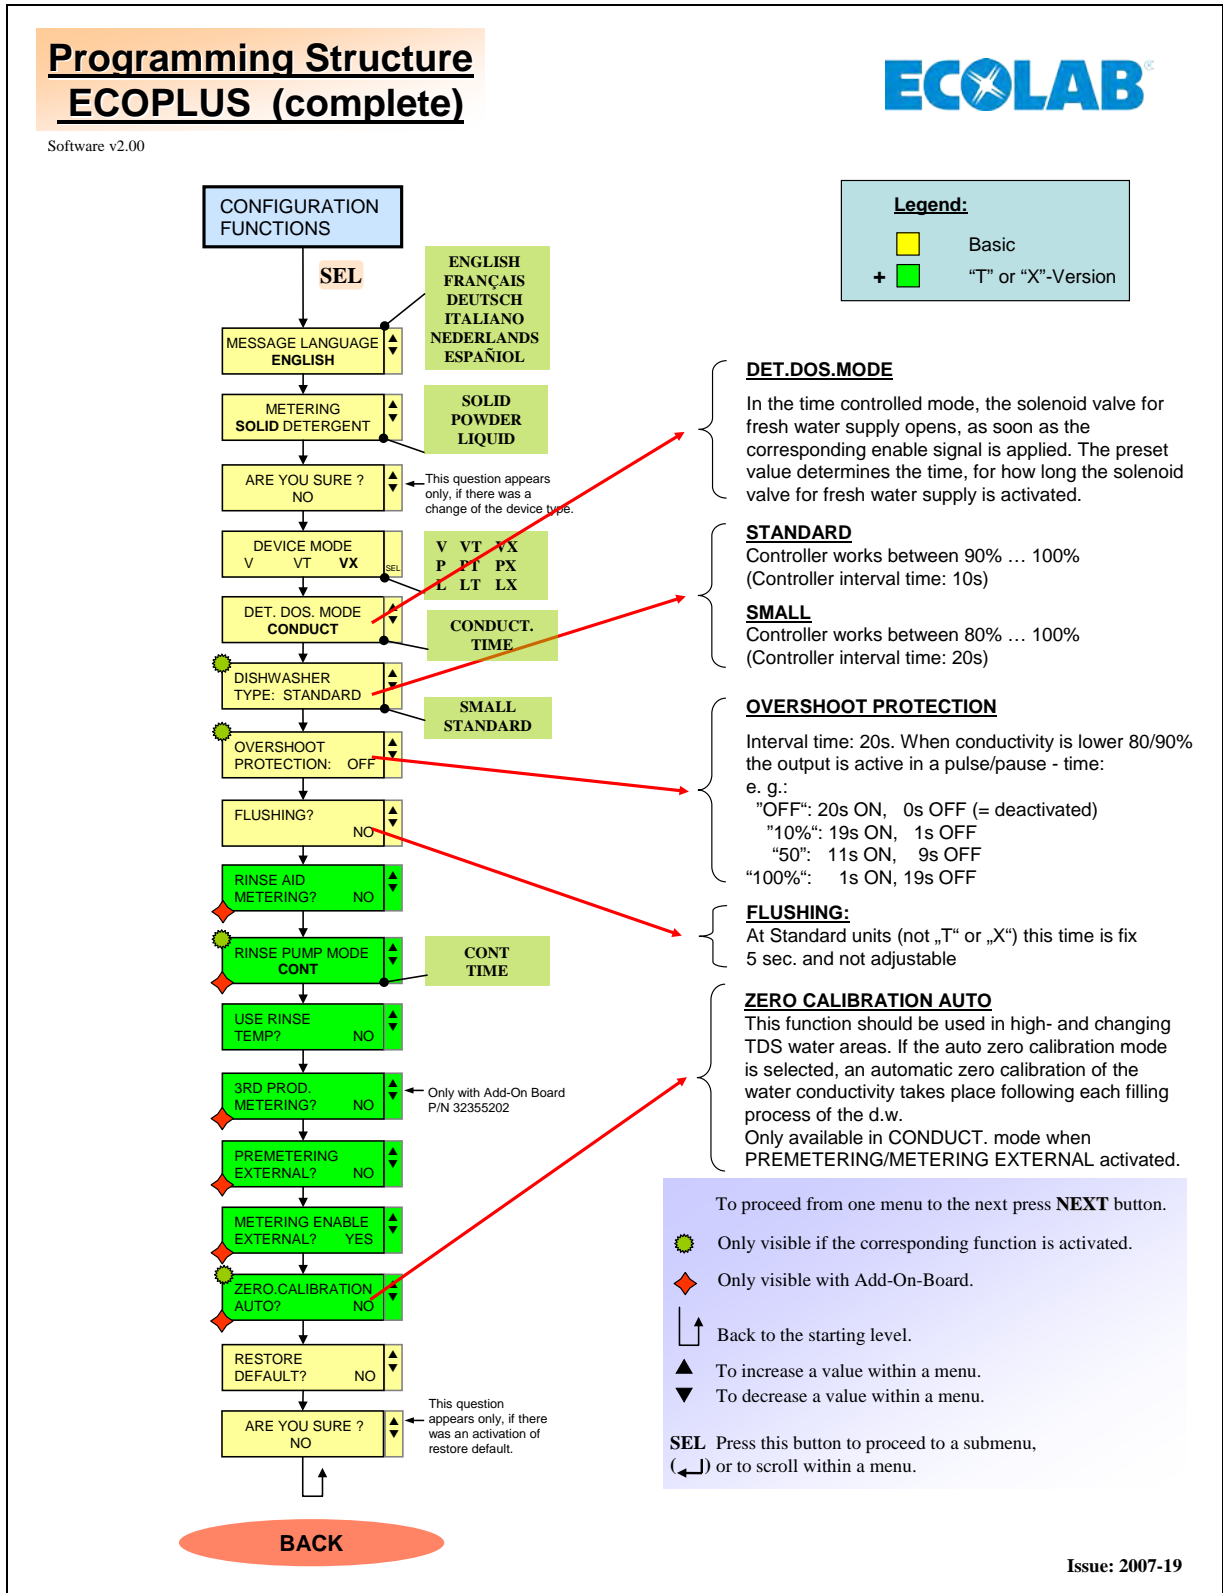 Programming Structure
ECOPLUS (complete)
Software v2.00
ECOLAB®
Legend:
Basic
+ "T" or "X"-Version
CONFIGURATION
FUNCTIONS
SEL
ENGLISH
FRANÇAIS
DEUTSCH
ITALIANO
NEDERLANDS
ESPAÑIOL
MESSAGE LANGUAGE
ENGLISH
METERING
SOLID DETERGENT
SOLID
POWDER
LIQUID
ARE YOU SURE ?
NO
This question appears
only, if there was a
change of the device type.
DEVICE MODE
V VT VX
SEL
V VT VX
P PT PX
L LT LX
DET. DOS. MODE
CONDUCT
CONDUCT.
TIME
DISHWASHER
TYPE: STANDARD
SMALL
STANDARD
OVERSHOOT
PROTECTION: OFF
FLUSHING?
NO
RINSE AID
METERING? NO
RINSE PUMP MODE
CONT
CONT
TIME
USE RINSE
TEMP? NO
3RD PROD.
METERING? NO
Only with Add-On Board
P/N 32355202
PREMETERING
EXTERNAL? NO
METERING ENABLE
EXTERNAL? YES
ZERO.CALIBRATION
AUTO? NO
RESTORE
DEFAULT? NO
ARE YOU SURE ?
NO
This question
appears only, if there
was an activation of
restore default.
BACK
DET.DOS.MODE
In the time controlled mode, the solenoid valve for
fresh water supply opens, as soon as the
corresponding enable signal is applied. The preset
value determines the time, for how long the solenoid
valve for fresh water supply is activated.
STANDARD
Controller works between 90% … 100%
(Controller interval time: 10s)
SMALL
Controller works between 80% … 100%
(Controller interval time: 20s)
OVERSHOOT PROTECTION
Interval time: 20s. When conductivity is lower 80/90%
the output is active in a pulse/pause - time:
e. g.:
"OFF“: 20s ON, 0s OFF (= deactivated)
"10%“: 19s ON, 1s OFF
“50”: 11s ON, 9s OFF
“100%“: 1s ON, 19s OFF
FLUSHING:
At Standard units (not „T“ or „X“) this time is fix
5 sec. and not adjustable
ZERO CALIBRATION AUTO
This function should be used in high- and changing
TDS water areas. If the auto zero calibration mode
is selected, an automatic zero calibration of the
water conductivity takes place following each filling
process of the d.w.
Only available in CONDUCT. mode when
PREMETERING/METERING EXTERNAL activated.
To proceed from one menu to the next press NEXT button.
Only visible if the corresponding function is activated.
Only visible with Add-On-Board.
Back to the starting level.
▲ To increase a value within a menu.
▼ To decrease a value within a menu.
SEL Press this button to proceed to a submenu,
(↵) or to scroll within a menu.
Issue: 2007-19